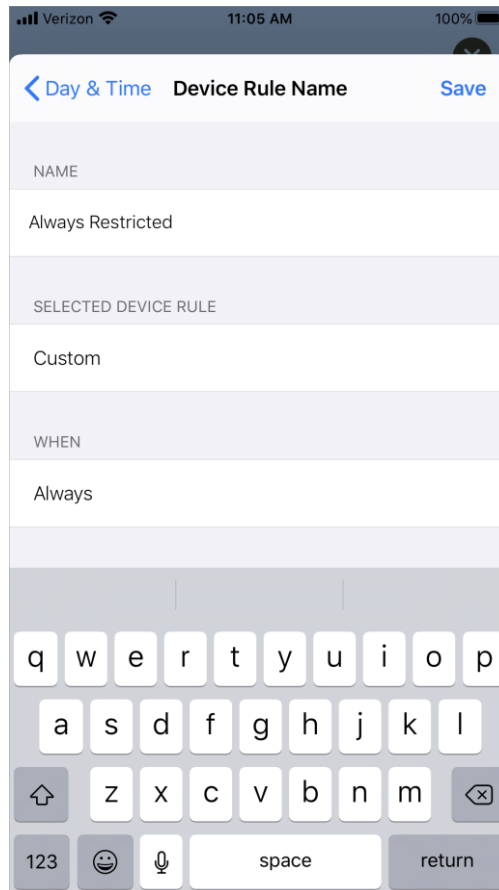 Verizon 11:05 AM 100%
Day & Time Device Rule Name Save
NAME
Always Restricted
SELECTED DEVICE RULE
Custom
WHEN
Always
q w e r t y u i o p
a s d f g h j k l
z x c v b n m
123 space return